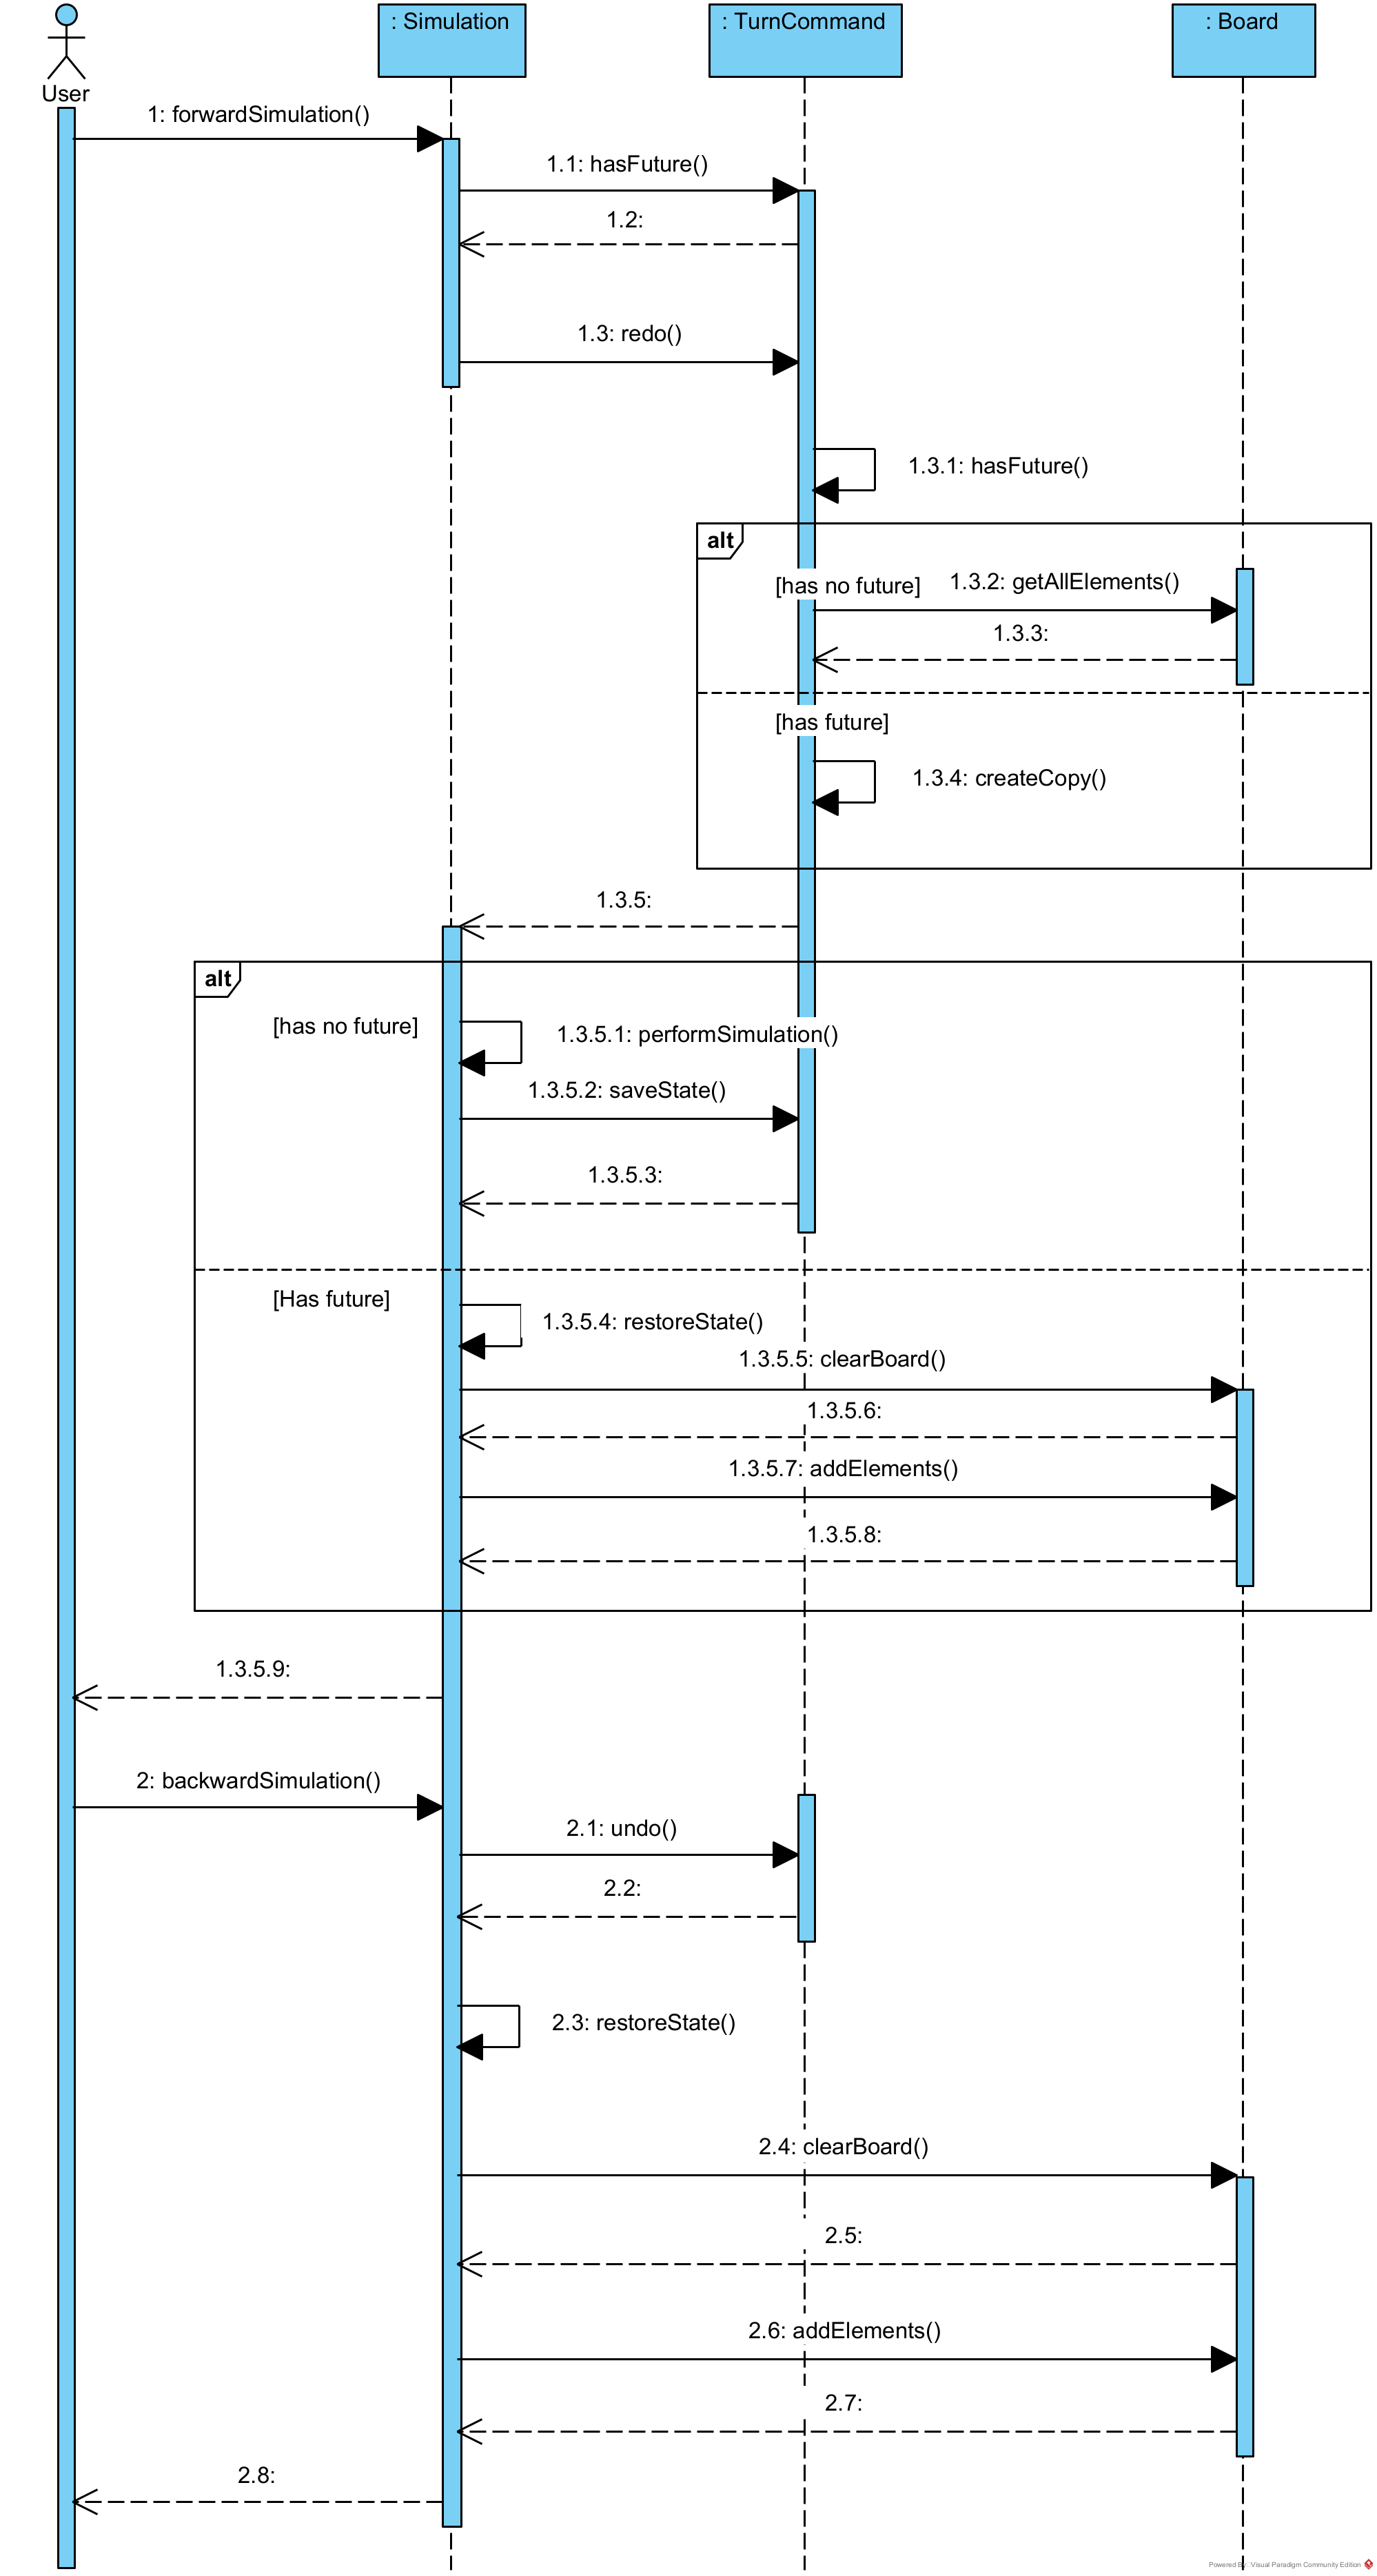 : Simulation
: TurnCommand
: Board
User
1: forwardSimulation()
1.1: hasFuture()
1.2:
1.3: redo()
1.3.1: hasFuture()
alt
[has no future]
1.3.2: getAllElements()
1.3.3:
[has future]
1.3.4: createCopy()
1.3.5:
alt
[has no future]
1.3.5.1: performSimulation()
1.3.5.2: saveState()
1.3.5.3:
[Has future]
1.3.5.4: restoreState()
1.3.5.5: clearBoard()
1.3.5.6:
1.3.5.7: addElements()
1.3.5.8:
1.3.5.9:
2: backwardSimulation()
2.1: undo()
2.2:
2.3: restoreState()
2.4: clearBoard()
2.5:
2.6: addElements()
2.7:
2.8:
Powered By Visual Paradigm Community Edition